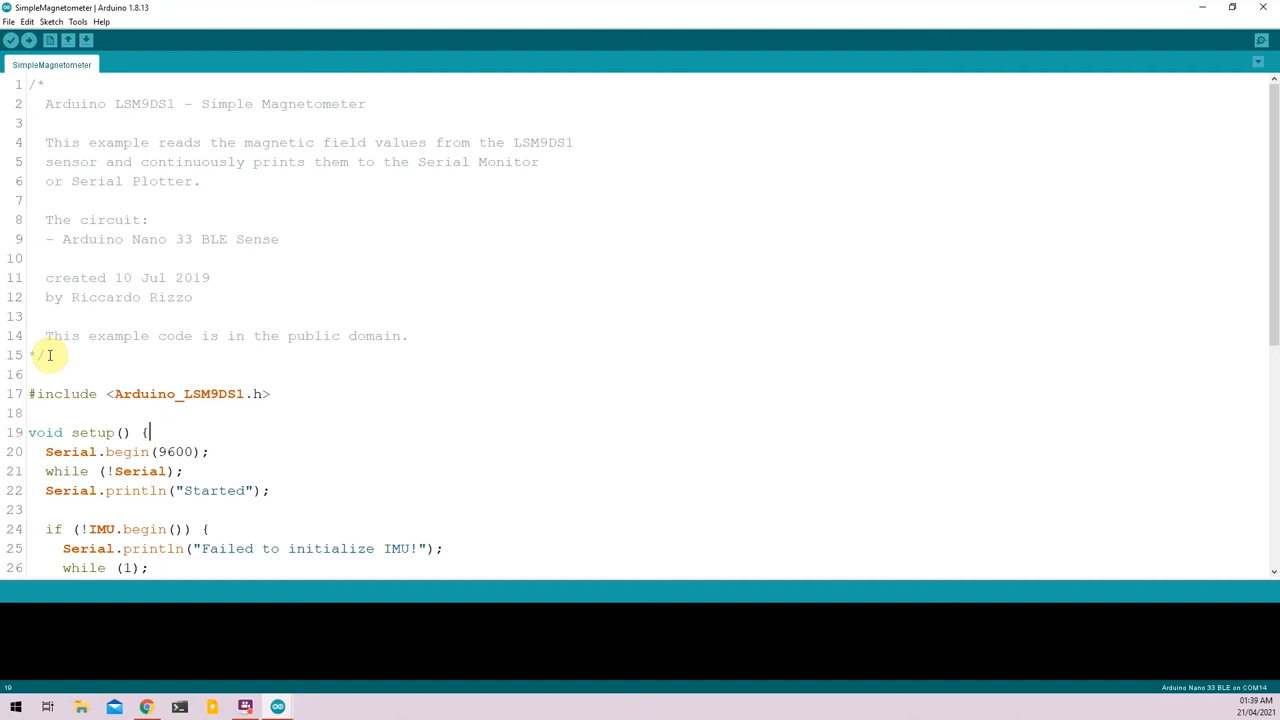 SimpleMagnetometer | Arduino 1.8.13
File Edit Sketch Tools Help
SimpleMagnetometer
1 /*
2 Arduino LSM9DS1 - Simple Magnetometer
3
4 This example reads the magnetic field values from the LSM9DS1
5 sensor and continuously prints them to the Serial Monitor
6 or Serial Plotter.
7
8 The circuit:
9 - Arduino Nano 33 BLE Sense
10
11 created 10 Jul 2019
12 by Riccardo Rizzo
13
14 This example code is in the public domain.
15 */
16
17 #include <Arduino_LSM9DS1.h>
18
19 void setup() {
20 Serial.begin(9600);
21 while (!Serial);
22 Serial.println("Started");
23
24 if (!IMU.begin()) {
25 Serial.println("Failed to initialize IMU!");
26 while (1);
19
Arduino Nano 33 BLE on COM14
01:39 AM
21/04/2021